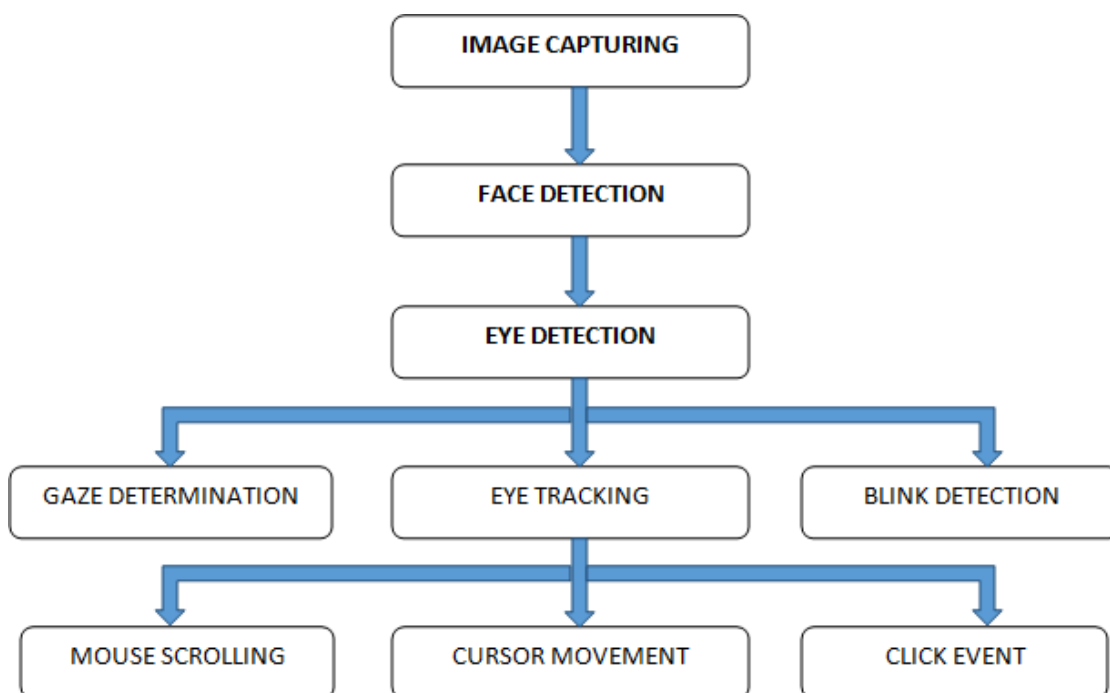 IMAGE CAPTURING
FACE DETECTION
EYE DETECTION
GAZE DETERMINATION
EYE TRACKING
BLINK DETECTION
MOUSE SCROLLING
CURSOR MOVEMENT
CLICK EVENT